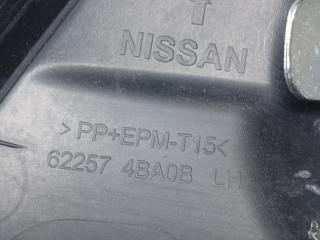 NISSAN
>PP+EPM-T15<
62257 4BA0B LH